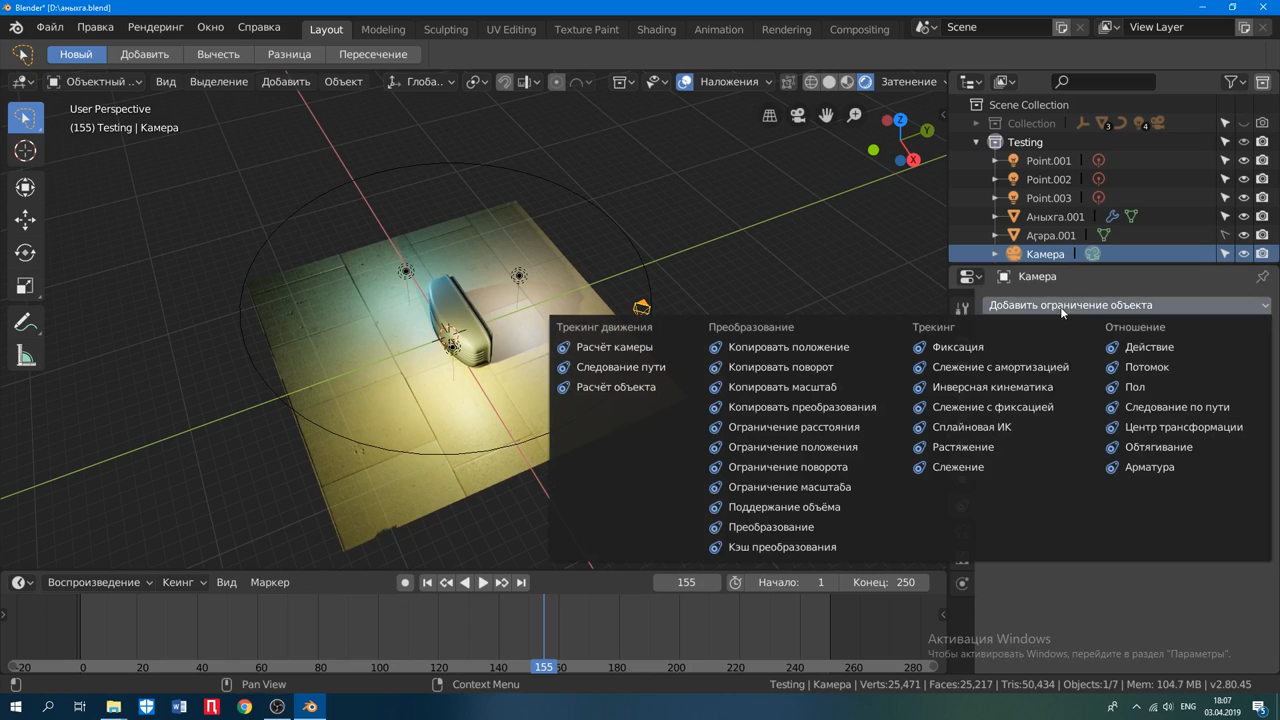 Blender* [D:\аныхга.blend]
Файл Правка Рендеринг Окно Справка Layout Modeling Sculpting UV Editing Texture Paint Shading Animation Rendering Compositing Scene View Layer
Новый Добавить Вычесть Разница Пересечение
Объектный .. Вид Выделение Добавить Объект Глоба.. Наложения Затенение
User Perspective
(155) Testing | Камера
Z
Y
X
Scene Collection
Collection 3 4
Testing
Point.001
Point.002
Point.003
Аныхга.001
Аҕәра.001
Камера
Камера
Добавить ограничение объекта
Трекинг движения
Расчёт камеры
Следование пути
Расчёт объекта
Преобразование
Копировать положение
Копировать поворот
Копировать масштаб
Копировать преобразования
Ограничение расстояния
Ограничение положения
Ограничение поворота
Ограничение масштаба
Поддержание объёма
Преобразование
Кэш преобразования
Трекинг
Фиксация
Слежение с амортизацией
Инверсная кинематика
Слежение с фиксацией
Сплайновая ИК
Растяжение
Слежение
Отношение
Действие
Потомок
Пол
Следование по пути
Центр трансформации
Обтягивание
Арматура
Воспроизведение Кеинг Вид Маркер 155 Начало: 1 Конец: 250
-20 0 20 40 60 80 100 120 140 155 60 180 200 220 240 260 280
Активация Windows
Чтобы активировать Windows, перейдите в раздел "Параметры".
Pan View Context Menu Testing | Камера | Verts:25,471 | Faces:25,217 | Tris:50,434 | Objects:1/7 | Mem: 104.7 MB | v2.80.45
ENG 18:07
03.04.2019 5